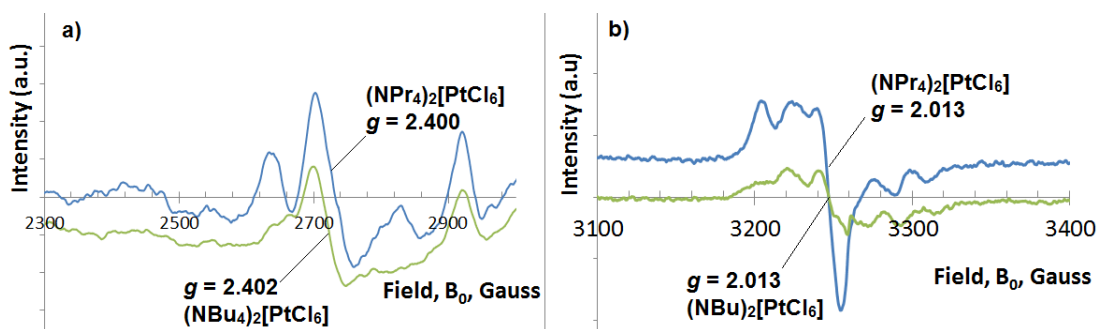 a)
Intensity (a.u.)
(NPr4)2[PtCl6]
g = 2.400
2300
2500
2700
2900
g = 2.402
(NBu4)2[PtCl6]
Field, B0, Gauss
b)
Intensity (a.u)
(NPr4)2[PtCl6]
g = 2.013
3100
3200
3300
3400
g = 2.013
(NBu)2[PtCl6]
Field, B0, Gauss